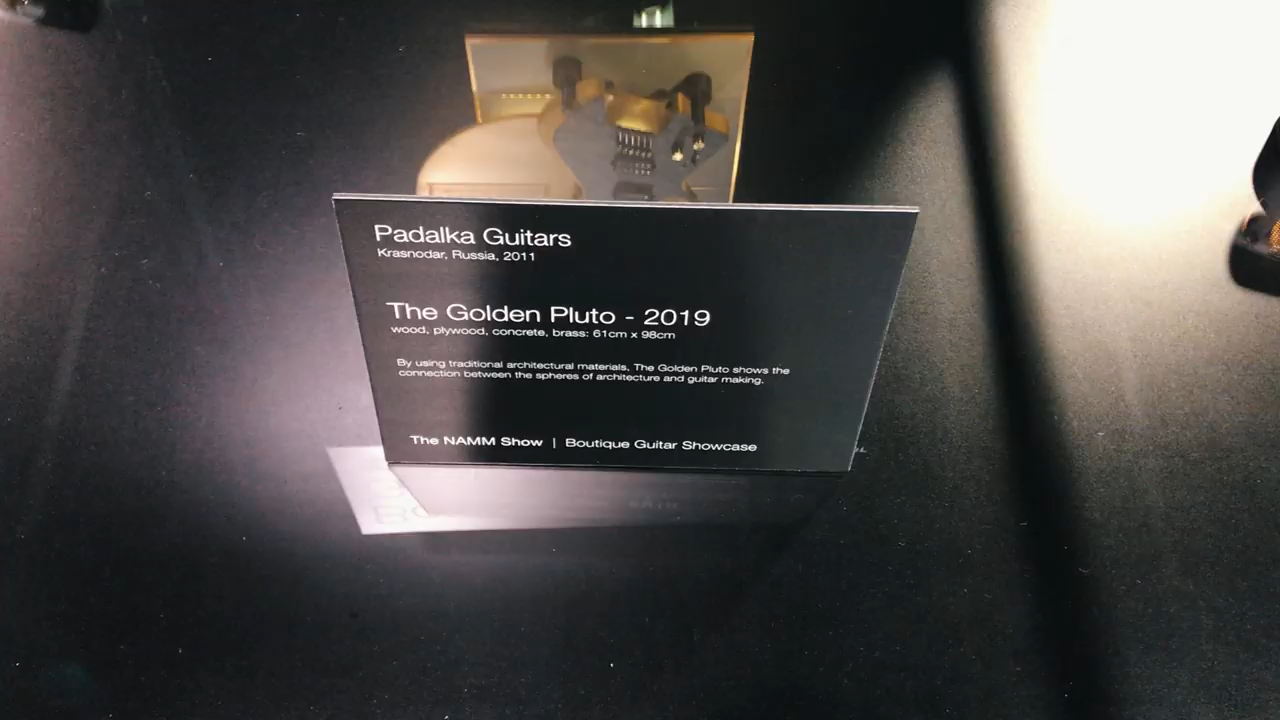 Padalka Guitars
Krasnodar, Russia, 2011
The Golden Pluto - 2019
wood, plywood, concrete, brass: 61cm x 98cm
By using traditional architectural materials, The Golden Pluto shows the
connection between the spheres of architecture and guitar making.
The NAMM Show | Boutique Guitar Showcase